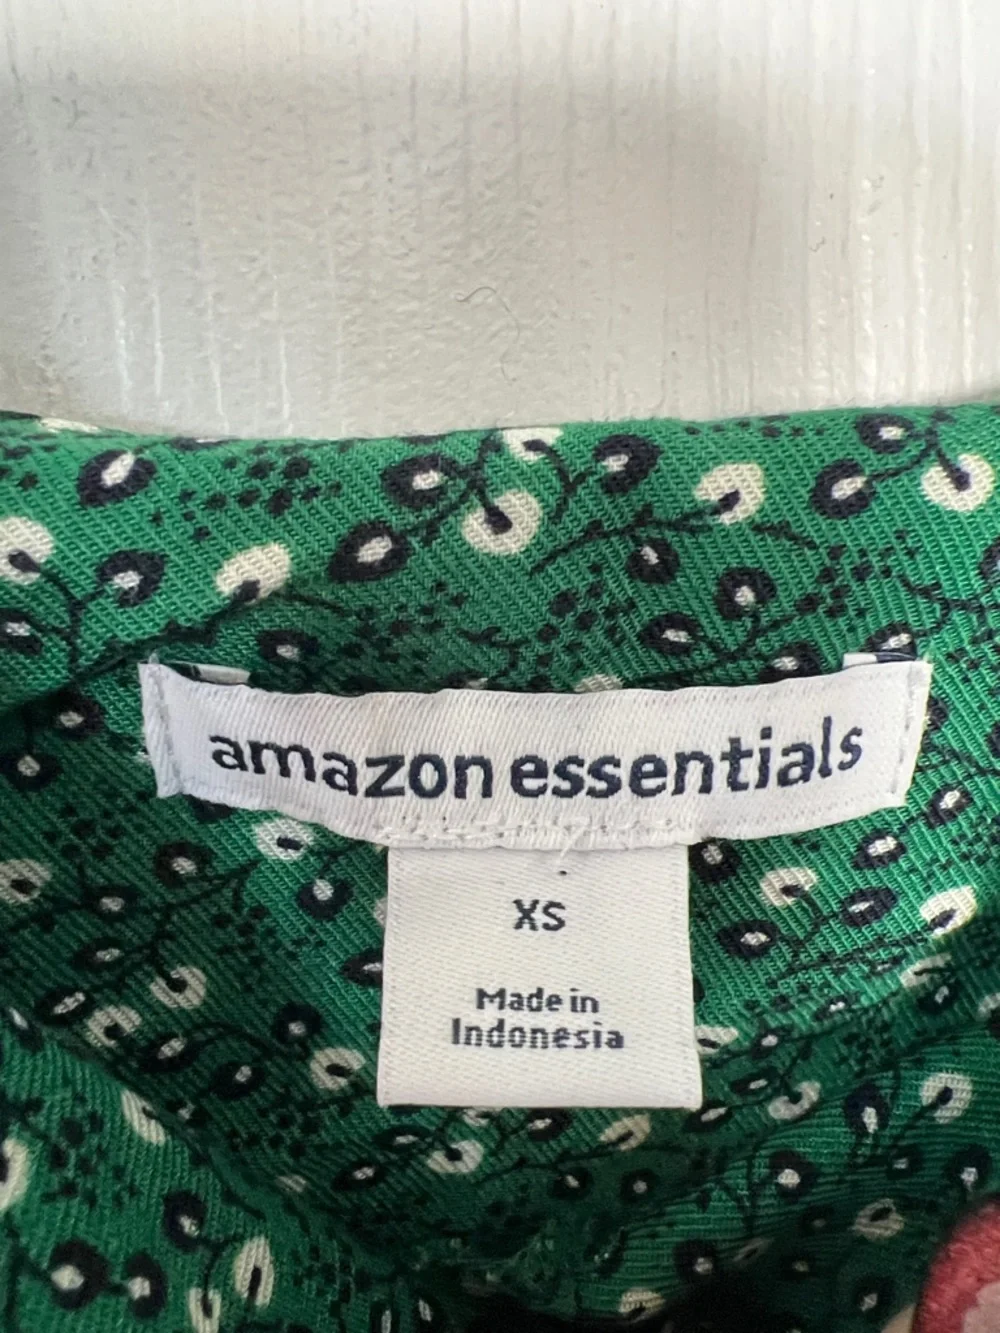 amazon essentials
XS
Made in
Indonesia